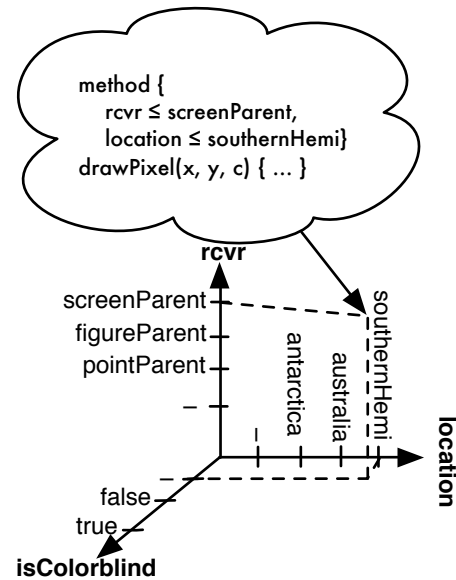 method {
rcvr ≤ screenParent,
location ≤ southernHemi}
drawPixel(x, y, c) { ... }
rcvr
screenParent
figureParent
pointParent
–
–
antarctica
australia
southernHemi
location
–
false
true
isColorblind